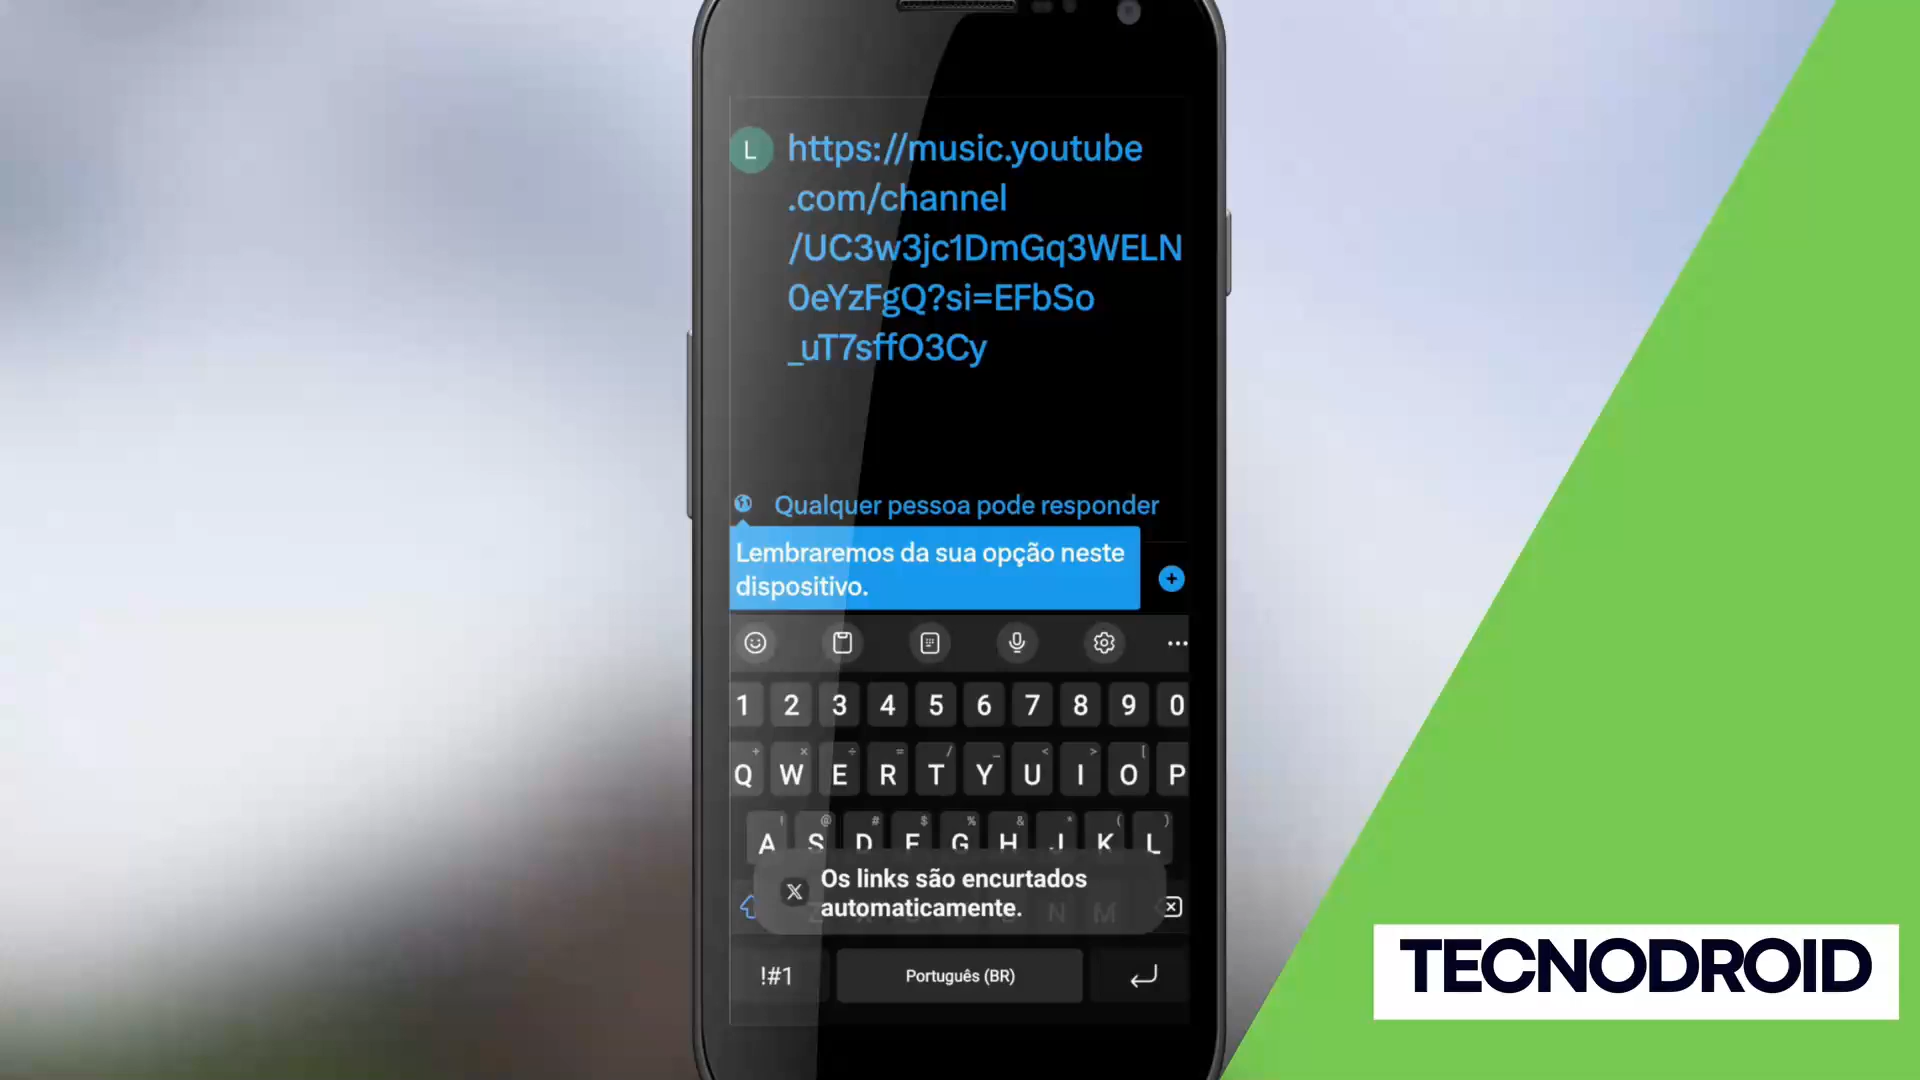 L
https://music.youtube
.com/channel
/UC3w3jc1DmGq3WELN
0eYzFgQ?si=EFbSo
_uT7sffO3Cy
Qualquer pessoa pode responder
Lembraremos da sua opção neste
dispositivo.
1 2 3 4 5 6 7 8 9 0
+ × ÷ = / _ < > [
Q W E R T Y U I O P
! @ # $ % & * ( )
A S D F G H J K L
Os links são encurtados
automaticamente.
N M
!#1 Português (BR)
TECNODROID